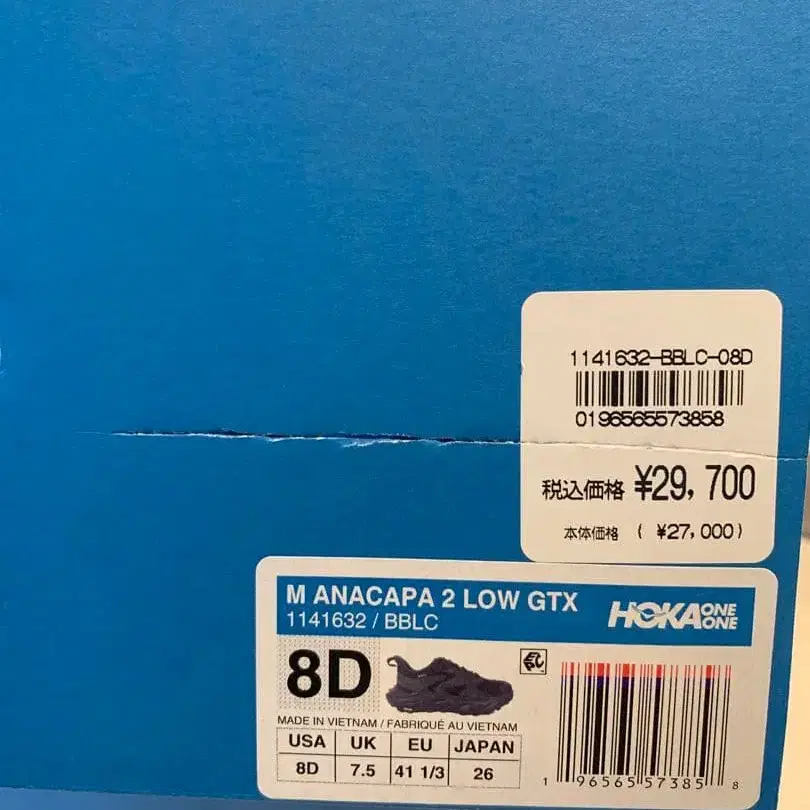 1141632-BBLC-08D
0196565573858
税込価格 ¥29,700
本体価格 ( ¥27,000)
M ANACAPA 2 LOW GTX
1141632 / BBLC
HOKA ONE ONE
8D
MADE IN VIETNAM / FABRIQUÉ AU VIETNAM
USA UK EU JAPAN
8D 7.5 41 1/3 26
1 96565 57385 8